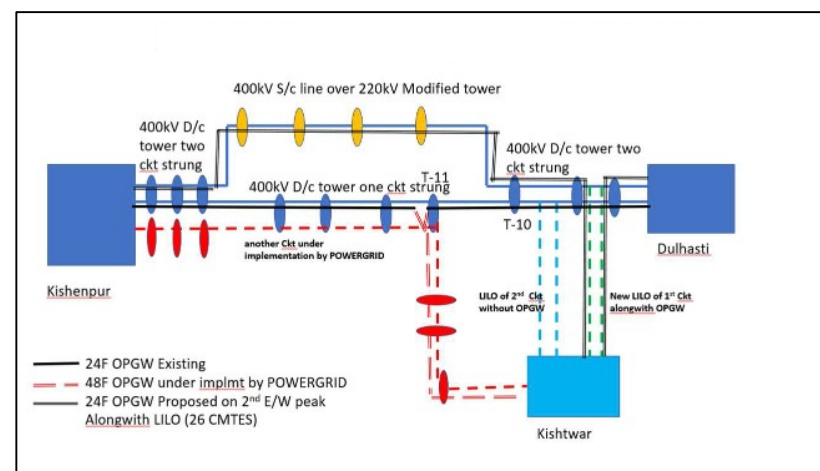 400kV S/c line over 220kV Modified tower
400kV D/c
tower two
ckt strung
400kV D/c tower two
ckt strung
400kV D/c tower one ckt strung
T-11
T-10
another Ckt under
implementation by POWERGRID
Kishenpur
Dulhasti
LILO of 2nd Ckt
without OPGW
New LILO of 1st Ckt
alongwith OPGW
24F OPGW Existing
48F OPGW under implmt by POWERGRID
24F OPGW Proposed on 2nd E/W peak
Alongwith LILO (26 CMTES)
Kishtwar